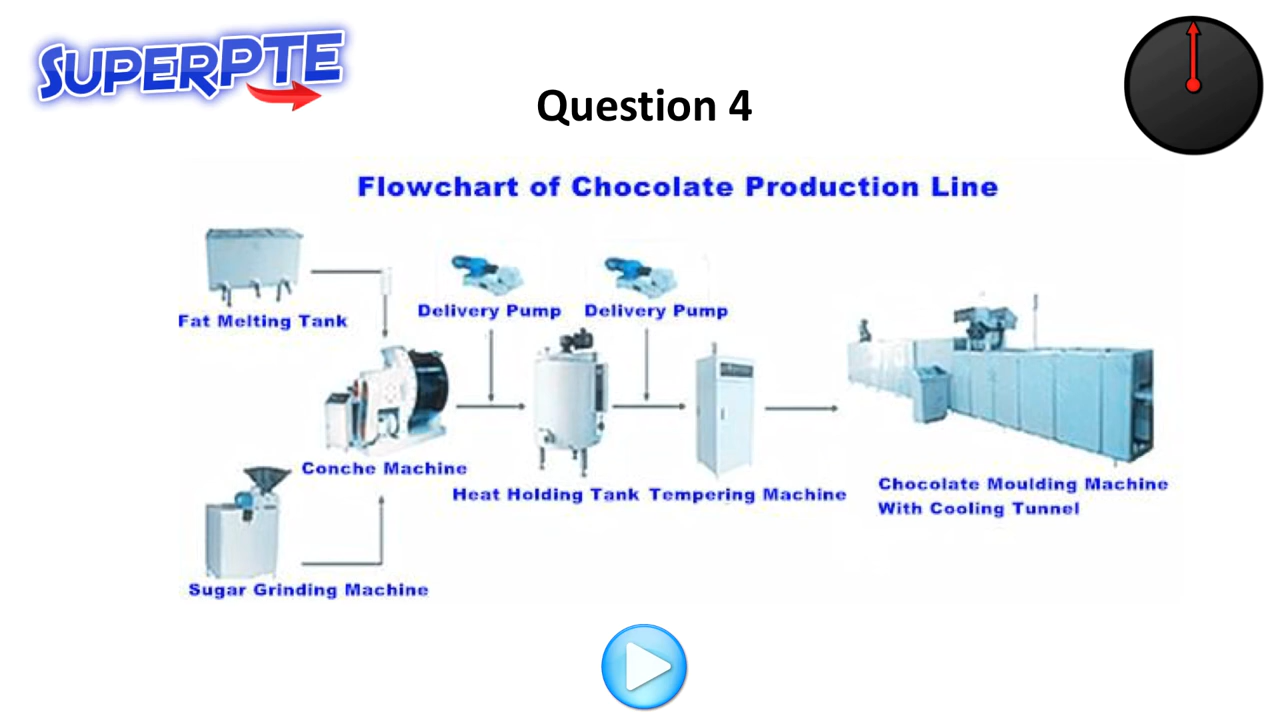 SUPERPTE
Question 4
Flowchart of Chocolate Production Line
Fat Melting Tank
Delivery Pump
Delivery Pump
Conche Machine
Heat Holding Tank
Tempering Machine
Chocolate Moulding Machine
With Cooling Tunnel
Sugar Grinding Machine